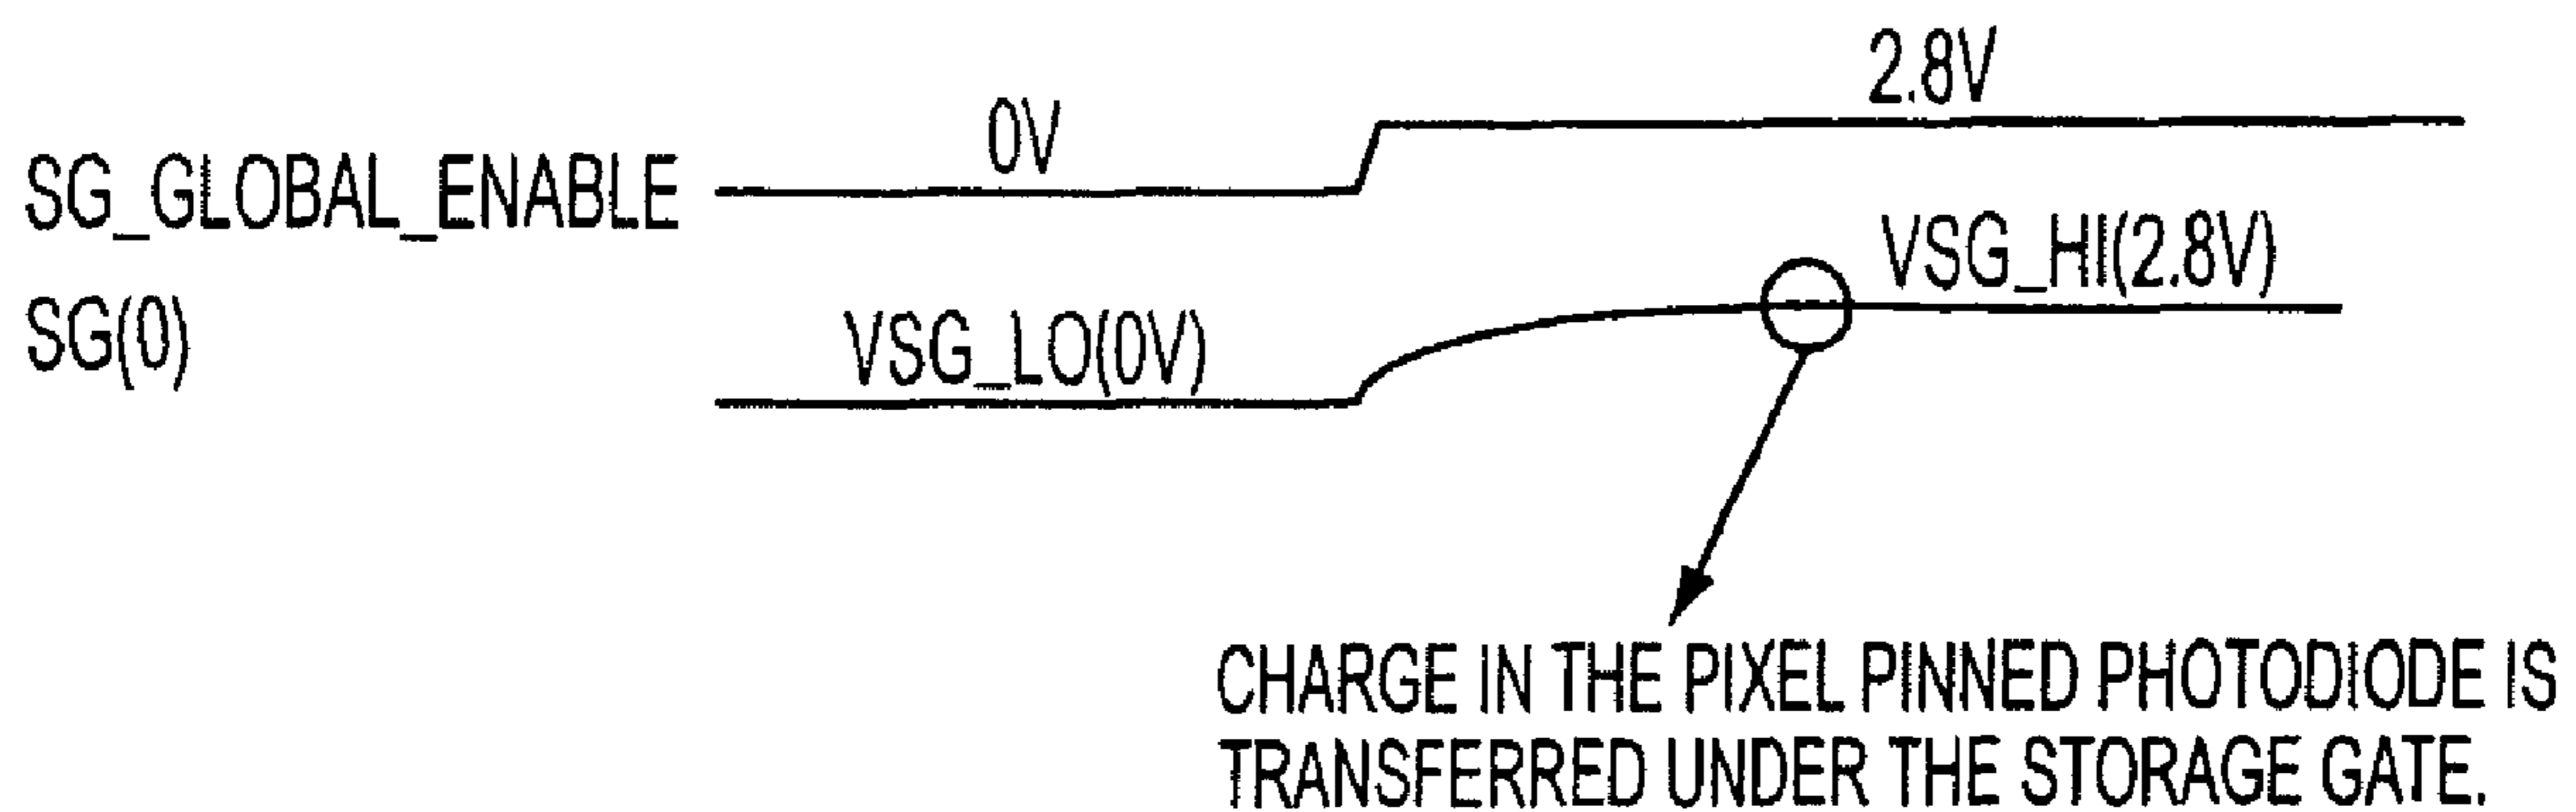 2.8V
0V
SG_GLOBAL_ENABLE
VSG_HI(2.8V)
SG(0)
VSG_LO(0V)
CHARGE IN THE PIXEL PINNED PHOTODIODE IS
TRANSFERRED UNDER THE STORAGE GATE.